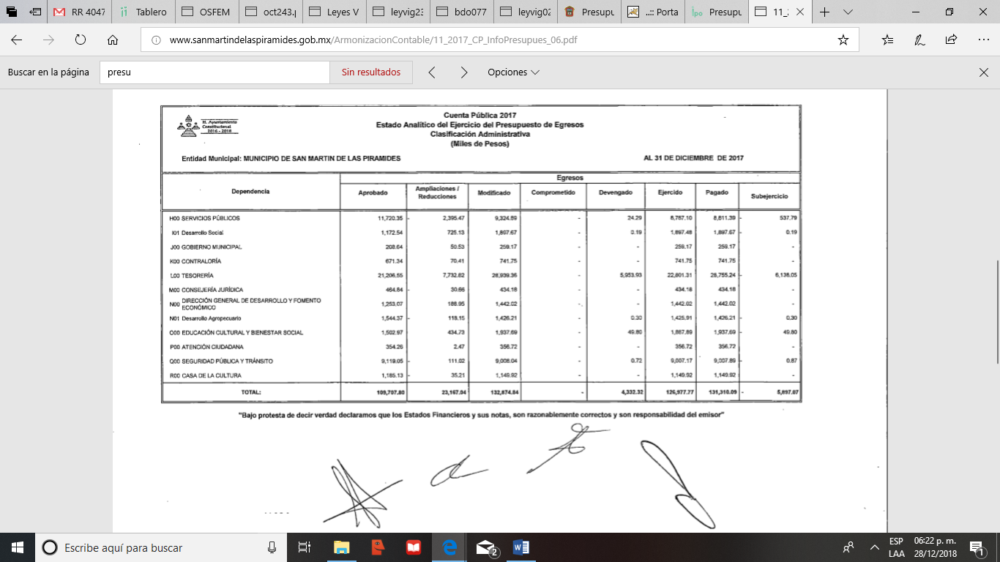 RR 4047
Tablero
OSFEM
oct243.p
Leyes V
leyvig23
bdo077
leyvig02
Presupu
..:: Porta
Presupu
11_2
www.sanmartindelaspiramides.gob.mx/ArmonizacionContable/11_2017_CP_InfoPresupues_06.pdf
Buscar en la página presu Sin resultados Opciones
H. Ayuntamiento
Constitucional
2016 - 2018
Cuenta Pública 2017
Estado Analítico del Ejercicio del Presupuesto de Egresos
Clasificación Administrativa
(Miles de Pesos)
Entidad Municipal: MUNICIPIO DE SAN MARTIN DE LAS PIRAMIDES AL 31 DE DICIEMBRE DE 2017
Egresos
Dependencia Aprobado Ampliaciones / Reducciones Modificado Comprometido Devengado Ejercido Pagado Subejercicio
H00 SERVICIOS PÚBLICOS 11,720.35 - 2,395.47 9,324.89 - 24.29 8,787.10 8,811.39 - 537.79
I01 Desarrollo Social 1,172.54 725.13 1,897.67 - 0.19 1,897.48 1,897.67 - 0.19
J00 GOBIERNO MUNICIPAL 208.64 50.53 259.17 - - 259.17 259.17 -
K00 CONTRALORÍA 671.34 70.41 741.75 - - 741.75 741.75 -
L00 TESORERÍA 21,206.55 7,732.82 28,939.36 - 5,953.93 22,801.31 28,755.24 - 6,138.05
M00 CONSEJERÍA JURÍDICA 464.84 - 30.66 434.18 - - 434.18 434.18 -
N00 DIRECCIÓN GENERAL DE DESARROLLO Y FOMENTO
ECONÓMICO 1,253.07 188.95 1,442.02 - - 1,442.02 1,442.02 -
N01 Desarrollo Agropecuario 1,544.37 - 118.15 1,426.21 - 0.30 1,425.91 1,426.21 - 0.30
O00 EDUCACIÓN CULTURAL Y BIENESTAR SOCIAL 1,502.97 434.73 1,937.69 - 49.80 1,887.89 1,937.69 - 49.80
P00 ATENCIÓN CIUDADANA 354.26 2.47 356.72 - - 356.72 356.72 -
Q00 SEGURIDAD PÚBLICA Y TRÁNSITO 9,119.05 - 111.02 9,008.04 - 0.72 9,007.17 9,007.89 - 0.87
R00 CASA DE LA CULTURA 1,185.13 - 35.21 1,149.92 - - 1,149.92 1,149.92 -
TOTAL: 109,707.80 23,167.04 132,874.84 - 4,332.32 126,977.77 131,310.09 - 5,897.07
"Bajo protesta de decir verdad declaramos que los Estados Financieros y sus notas, son razonablemente correctos y son responsabilidad del emisor"
Escribe aquí para buscar
2
ESP 06:22 p. m.
LAA 28/12/2018
1